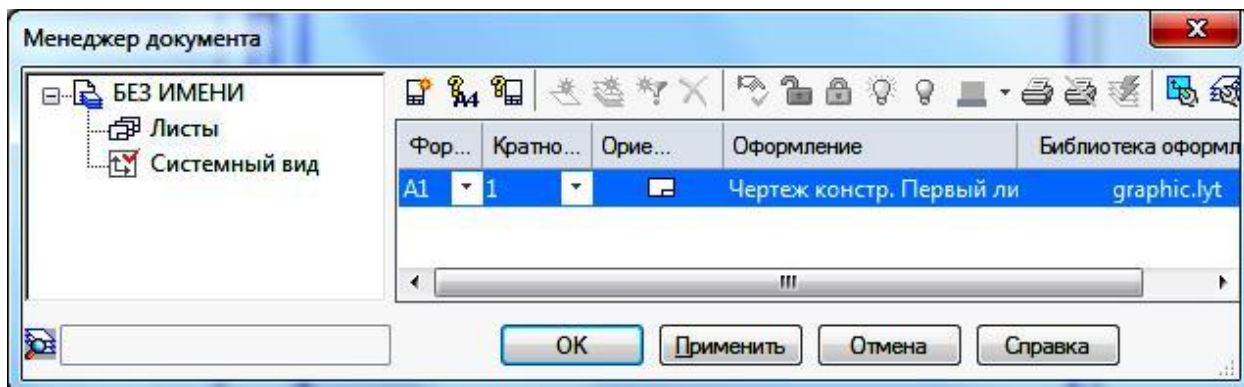 Менеджер документа
БЕЗ ИМЕНИ
Листы
Системный вид
A4
Фор... Кратно... Орие... Оформление Библиотека оформл
A1 1 Чертеж констр. Первый ли graphic.lyt
OK Применить Отмена Справка